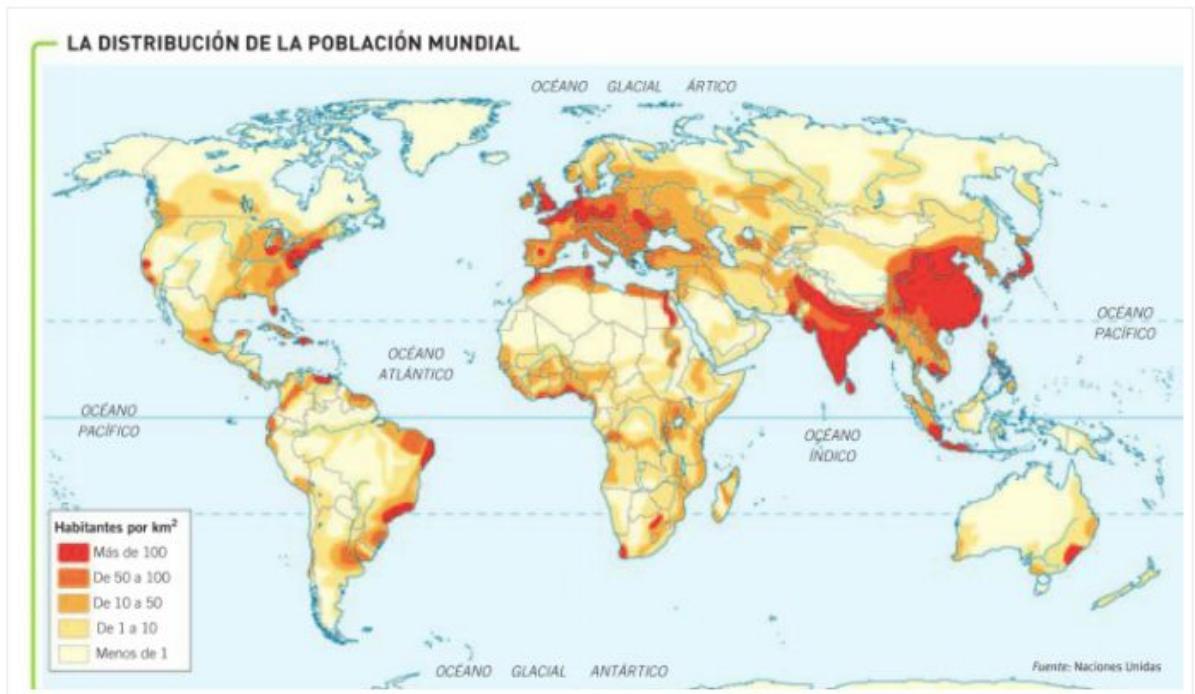 LA DISTRIBUCIÓN DE LA POBLACIÓN MUNDIAL
OCÉANO GLACIAL ÁRTICO
OCÉANO
PACÍFICO
OCÉANO
ATLÁNTICO
OCÉANO
PACÍFICO
OCÉANO
ÍNDICO
Habitantes por km²
Más de 100
De 50 a 100
De 10 a 50
De 1 a 10
Menos de 1
OCÉANO GLACIAL ANTÁRTICO
Fuente: Naciones Unidas